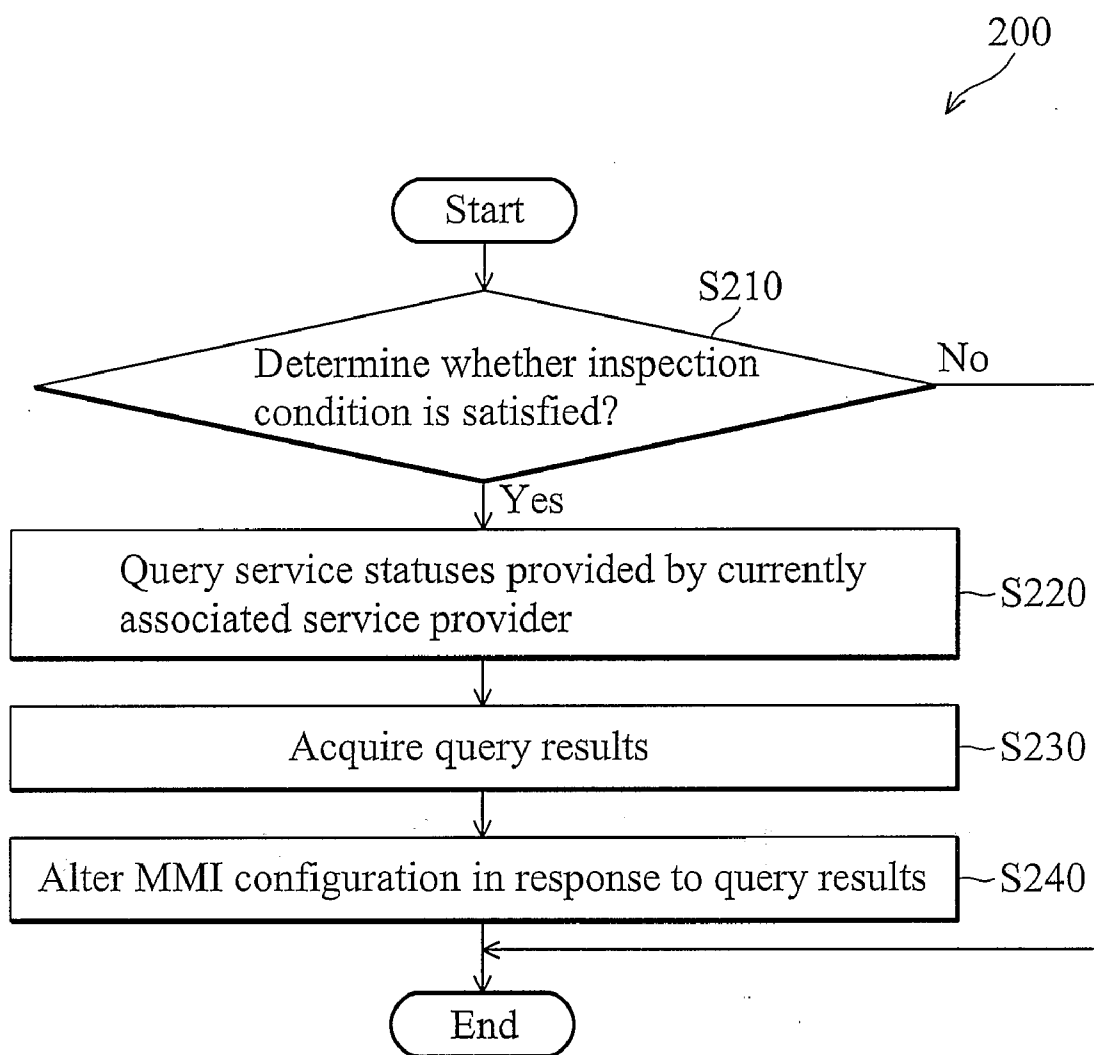 200
Start
S210
Determine whether inspection
condition is satisfied?
No
Yes
Query service statuses provided by currently
associated service provider
S220
Acquire query results
S230
Alter MMI configuration in response to query results
S240
End